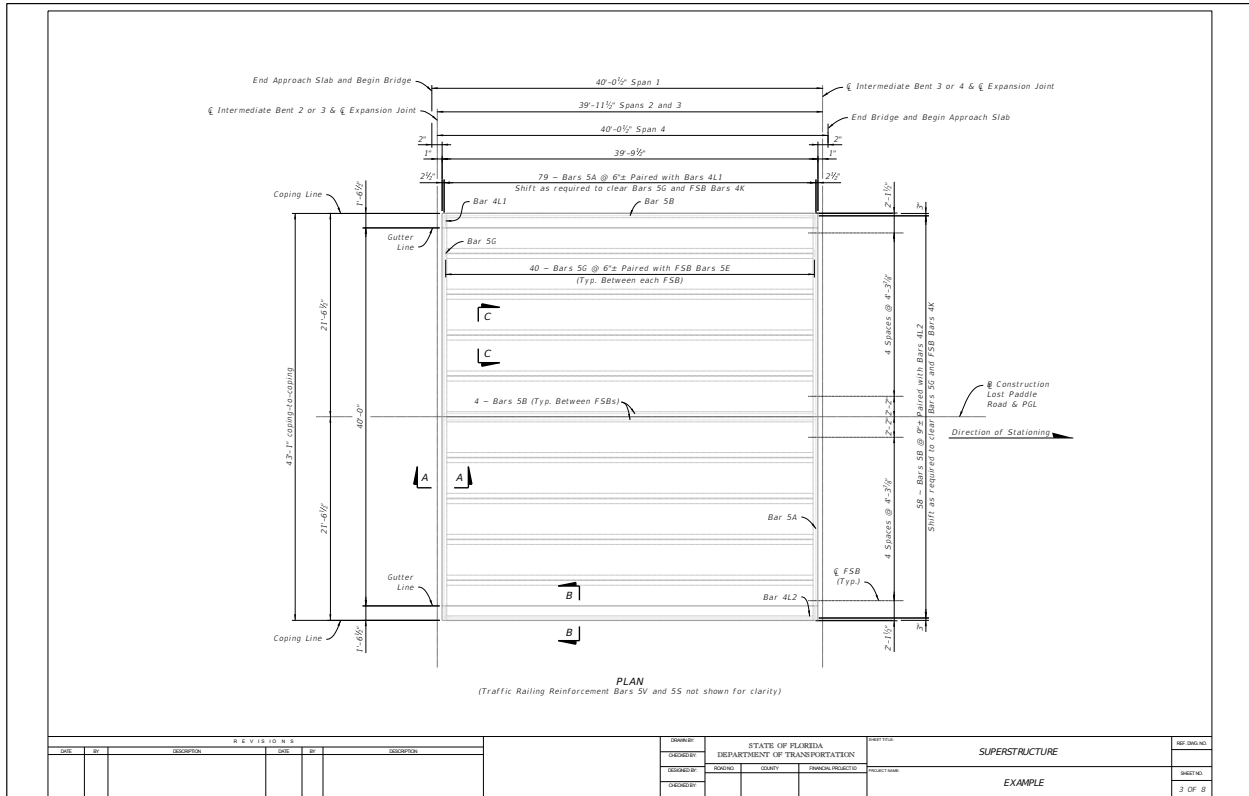 End Approach Slab and Begin Bridge
40'-0½" Span 1
℄ Intermediate Bent 3 or 4 & ℄ Expansion Joint
℄ Intermediate Bent 2 or 3 & ℄ Expansion Joint
39'-11½" Spans 2 and 3
End Bridge and Begin Approach Slab
40'-0½" Span 4
2"
2"
1"
39'-9½"
1"
2½"
79 ~ Bars 5A @ 6"± Paired with Bars 4L1
2½"
Shift as required to clear Bars 5G and FSB Bars 4K
Coping Line
1'-6½"
Bar 4L1
Bar 5B
2'-1½"
3"
Gutter
Line
Bar 5G
40 ~ Bars 5G @ 6"± Paired with FSB Bars 5E
(Typ. Between each FSB)
21'-6½"
C
C
4 Spaces @ 4'-3⅞"
43'-1" coping-to-coping
40'-0"
4 ~ Bars 5B (Typ. Between FSBs)
2'-2"
2'-2"
58 ~ Bars 5B @ 9"± Paired with Bars 4L2
Shift as required to clear Bars 5G and FSB Bars 4K
℄ Construction
Lost Paddle
Road & PGL
Direction of Stationing
A
A
21'-6½"
4 Spaces @ 4'-3⅞"
Bar 5A
℄ FSB
(Typ.)
Gutter
Line
B
Bar 4L2
B
Coping Line
1'-6½"
2'-1½"
3"
PLAN
(Traffic Railing Reinforcement Bars 5V and 5S not shown for clarity)
REVISIONS
DATE BY DESCRIPTION DATE BY DESCRIPTION
DRAWN BY:
CHECKED BY:
DESIGNED BY:
CHECKED BY:
STATE OF FLORIDA
DEPARTMENT OF TRANSPORTATION
ROAD NO. COUNTY FINANCIAL PROJECT ID
SHEET TITLE:
SUPERSTRUCTURE
PROJECT NAME:
EXAMPLE
REF. DWG. NO.
SHEET NO.
3 OF 8